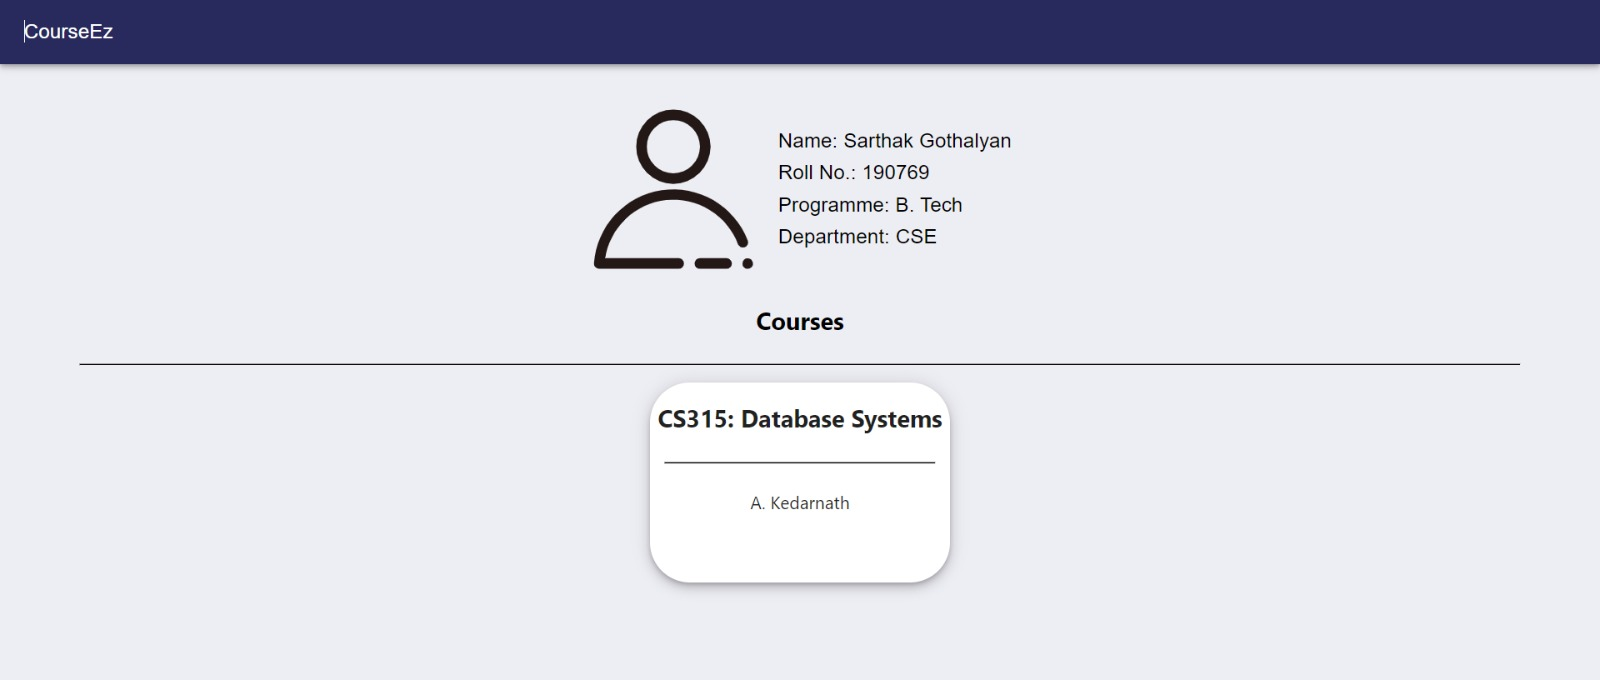 CourseEz
Name: Sarthak Gothalyan
Roll No.: 190769
Programme: B. Tech
Department: CSE
Courses
CS315: Database Systems
A. Kedarnath